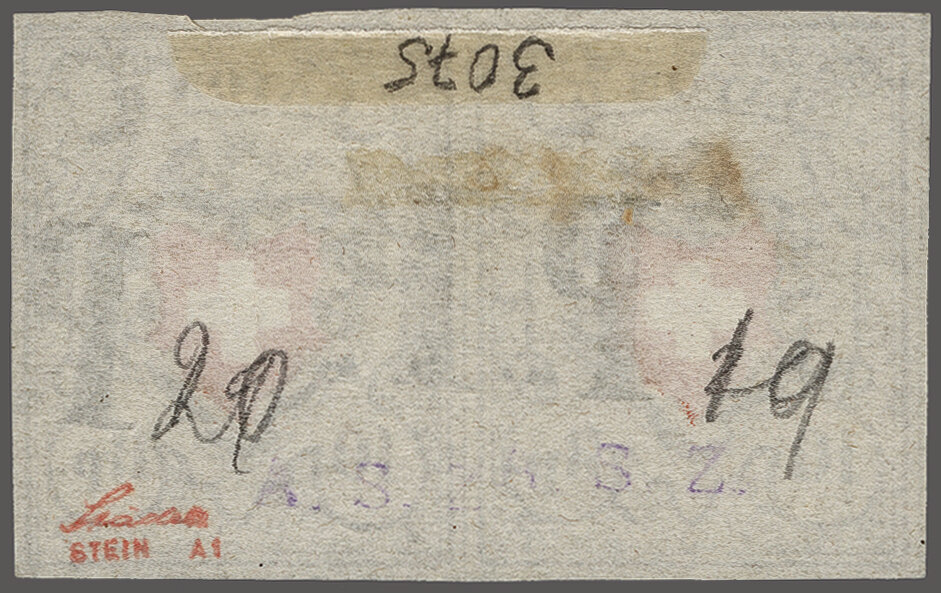 3075
20 19
A. S. B. Z.
STEIN A1